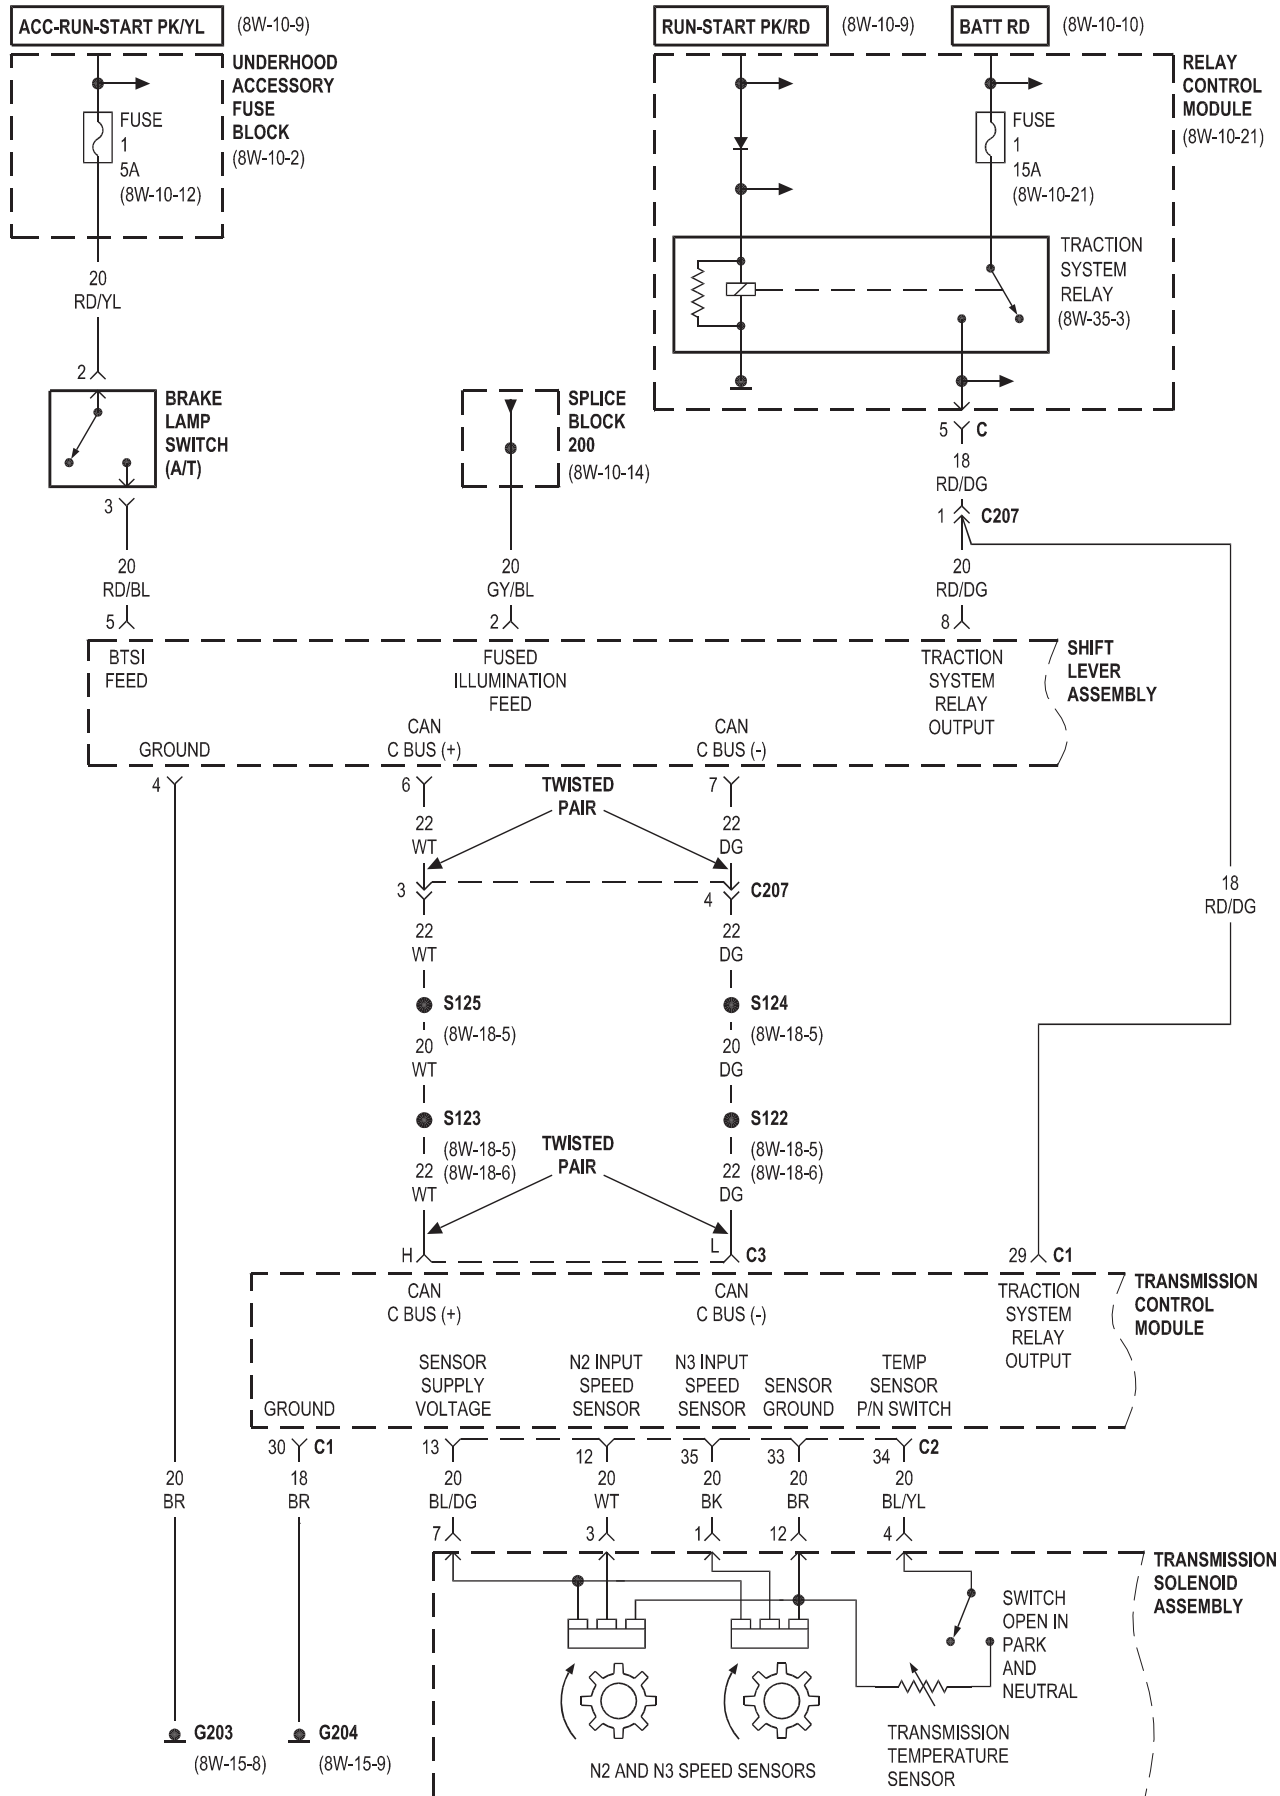 ACC-RUN-START PK/YL
(8W-10-9)
RUN-START PK/RD
(8W-10-9)
BATT RD
(8W-10-10)
UNDERHOOD
ACCESSORY
FUSE
BLOCK
(8W-10-2)
FUSE
1
5A
(8W-10-12)
FUSE
1
15A
(8W-10-21)
RELAY
CONTROL
MODULE
(8W-10-21)
TRACTION
SYSTEM
RELAY
(8W-35-3)
20
RD/YL
2
BRAKE
LAMP
SWITCH
(A/T)
3
SPLICE
BLOCK
200
(8W-10-14)
5
C
18
RD/DG
1
C207
20
RD/BL
5
20
GY/BL
2
20
RD/DG
8
BTSI
FEED
FUSED
ILLUMINATION
FEED
TRACTION
SYSTEM
RELAY
OUTPUT
SHIFT
LEVER
ASSEMBLY
GROUND
CAN
C BUS (+)
CAN
C BUS (-)
4
6
TWISTED
PAIR
7
22
WT
22
DG
3
4
C207
18
RD/DG
22
WT
22
DG
S125
(8W-18-5)
S124
(8W-18-5)
20
WT
20
DG
S123
(8W-18-5)
(8W-18-6)
S122
(8W-18-5)
(8W-18-6)
TWISTED
PAIR
22
WT
22
DG
H
L
C3
29
C1
CAN
C BUS (+)
CAN
C BUS (-)
TRACTION
SYSTEM
RELAY
OUTPUT
TRANSMISSION
CONTROL
MODULE
GROUND
SENSOR
SUPPLY
VOLTAGE
N2 INPUT
SPEED
SENSOR
N3 INPUT
SPEED
SENSOR
SENSOR
GROUND
TEMP
SENSOR
P/N SWITCH
30
C1
13
12
35
33
34
C2
20
BR
18
BR
20
BL/DG
20
WT
20
BK
20
BR
20
BL/YL
7
3
1
12
4
TRANSMISSION
SOLENOID
ASSEMBLY
SWITCH
OPEN IN
PARK
AND
NEUTRAL
G203
(8W-15-8)
G204
(8W-15-9)
N2 AND N3 SPEED SENSORS
TRANSMISSION
TEMPERATURE
SENSOR